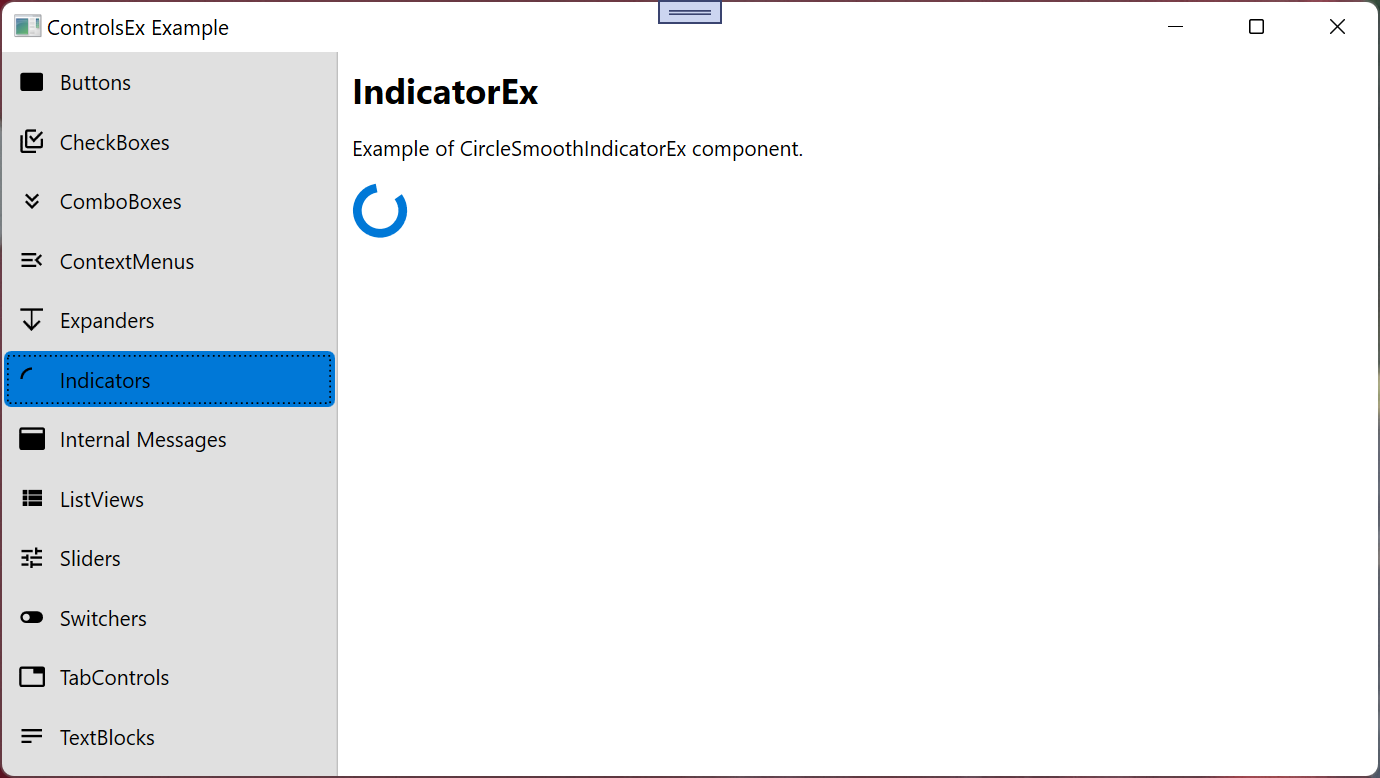 ControlsEx Example
Buttons
CheckBoxes
ComboBoxes
ContextMenus
Expanders
Indicators
Internal Messages
ListViews
Sliders
Switchers
TabControls
TextBlocks
IndicatorEx
Example of CircleSmoothIndicatorEx component.